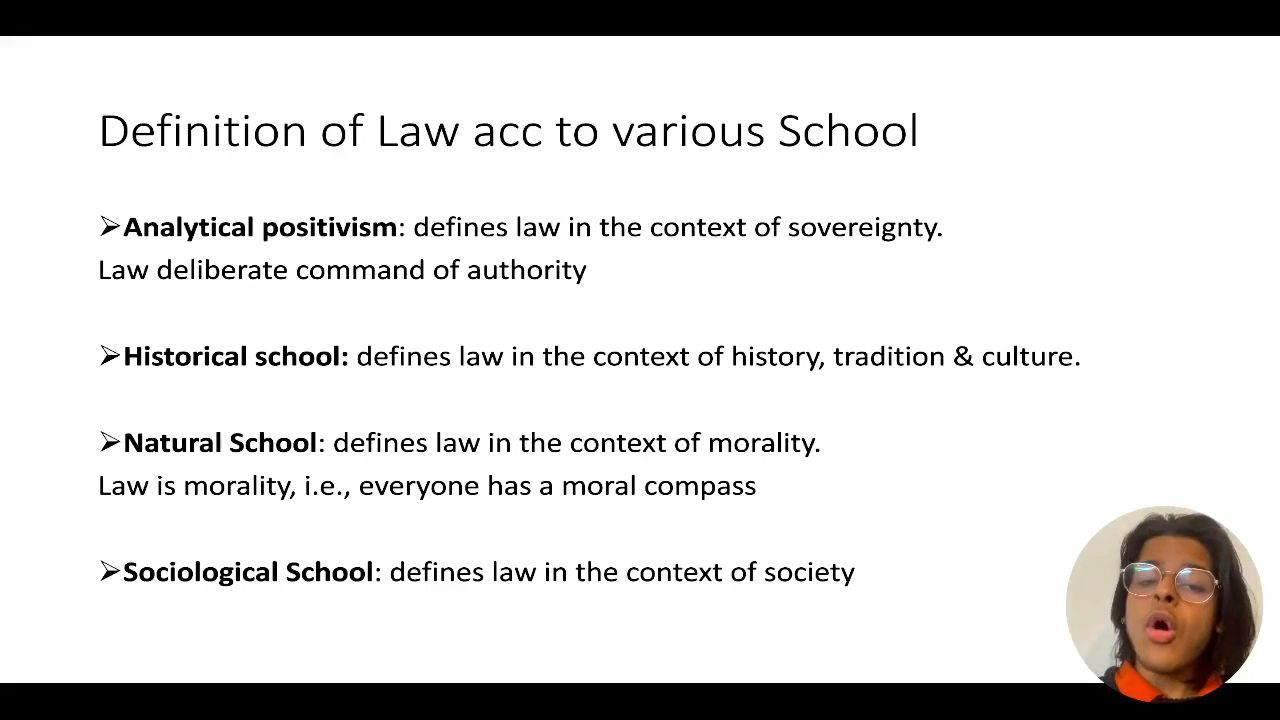 Definition of Law acc to various School
➢Analytical positivism: defines law in the context of sovereignty.
Law deliberate command of authority
➢Historical school: defines law in the context of history, tradition & culture.
➢Natural School: defines law in the context of morality.
Law is morality, i.e., everyone has a moral compass
➢Sociological School: defines law in the context of society